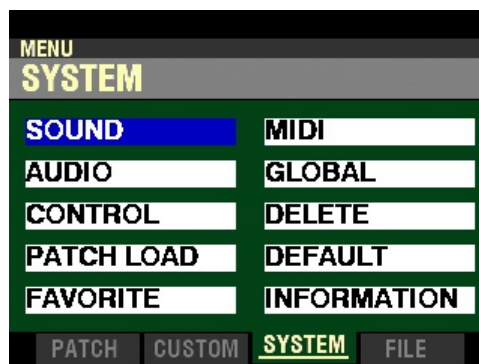 MENU
SYSTEM
SOUND
MIDI
AUDIO
GLOBAL
CONTROL
DELETE
PATCH LOAD
DEFAULT
FAVORITE
INFORMATION
PATCH CUSTOM SYSTEM FILE